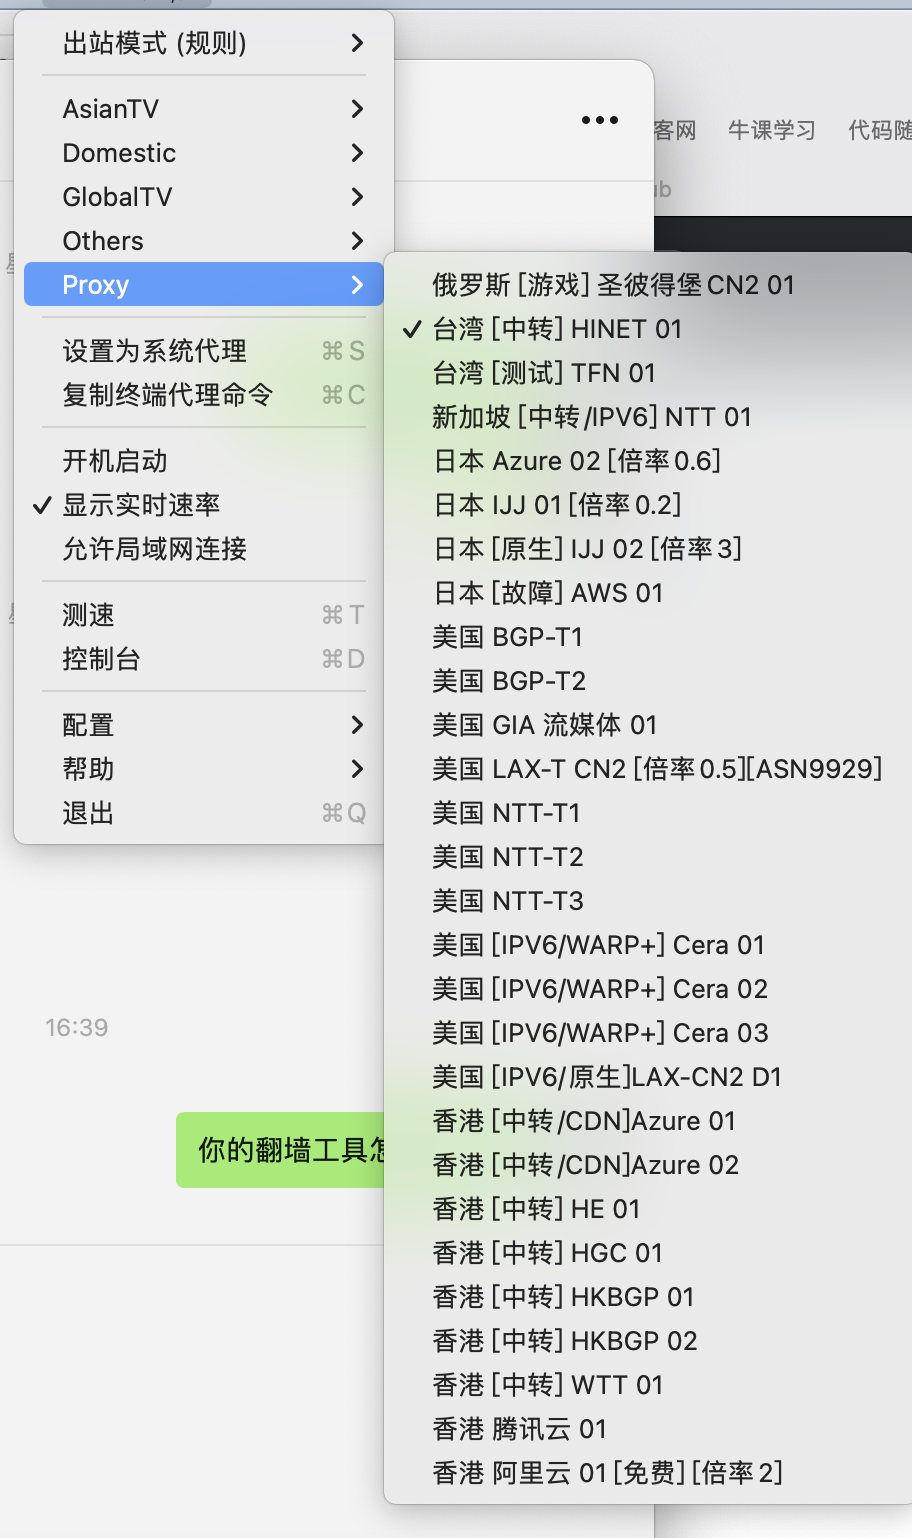 出站模式 (规则)
AsianTV
Domestic
GlobalTV
Others
Proxy
设置为系统代理 ⌘S
复制终端代理命令 ⌘C
开机启动
✓ 显示实时速率
允许局域网连接
测速 ⌘T
控制台 ⌘D
配置
帮助
退出 ⌘Q
俄罗斯 [游戏] 圣彼得堡CN2 01
✓ 台湾 [中转] HINET 01
台湾 [测试] TFN 01
新加坡 [中转/IPV6] NTT 01
日本 Azure 02 [倍率0.6]
日本 IJJ 01 [倍率0.2]
日本 [原生] IJJ 02 [倍率3]
日本 [故障] AWS 01
美国 BGP-T1
美国 BGP-T2
美国 GIA 流媒体 01
美国 LAX-T CN2 [倍率0.5][ASN9929]
美国 NTT-T1
美国 NTT-T2
美国 NTT-T3
美国 [IPV6/WARP+] Cera 01
美国 [IPV6/WARP+] Cera 02
美国 [IPV6/WARP+] Cera 03
美国 [IPV6/原生]LAX-CN2 D1
香港 [中转/CDN]Azure 01
香港 [中转/CDN]Azure 02
香港 [中转] HE 01
香港 [中转] HGC 01
香港 [中转] HKBGP 01
香港 [中转] HKBGP 02
香港 [中转] WTT 01
香港 腾讯云 01
香港 阿里云 01 [免费] [倍率2]
•••
客网 牛课学习 代码随
ub
16:39
你的翻墙工具怎